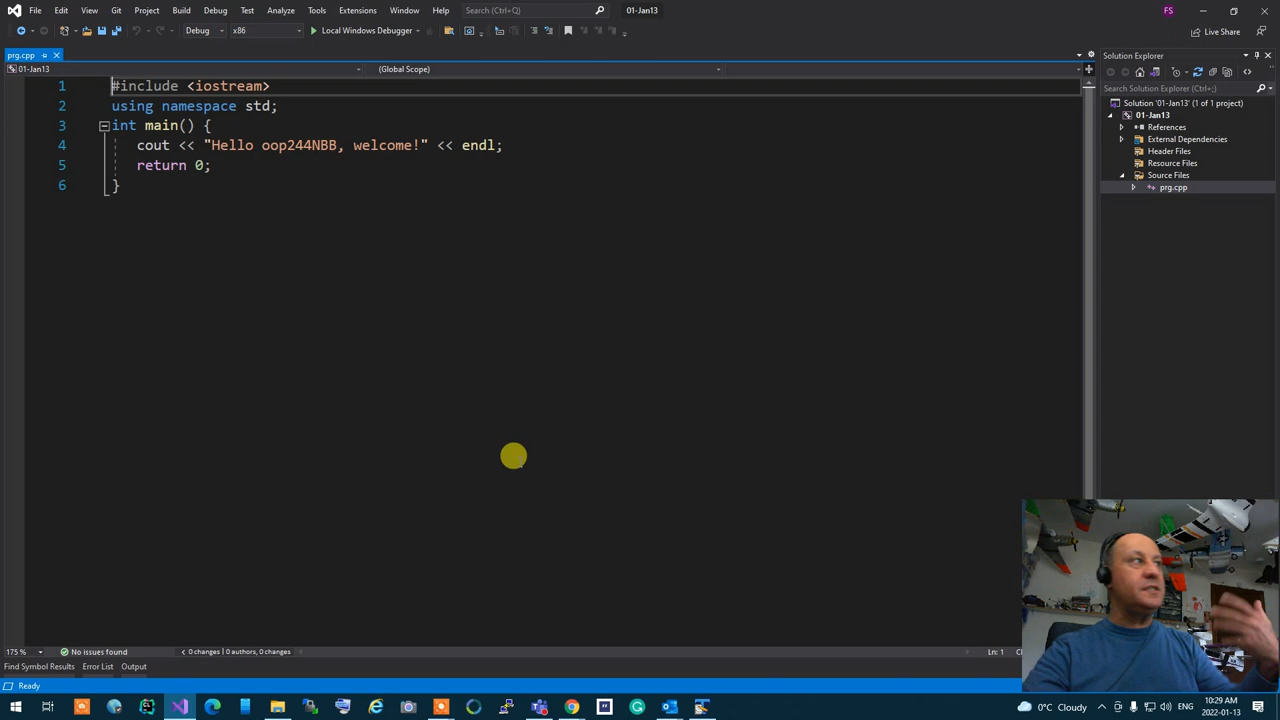 File Edit View Git Project Build Debug Test Analyze Tools Extensions Window Help Search (Ctrl+Q) 01-Jan13 FS
Debug x86 Local Windows Debugger Live Share
prg.cpp Solution Explorer
01-Jan13 (Global Scope)
Search Solution Explorer (Ctrl+;)
1 #include <iostream>
2 using namespace std;
3 int main() {
4 cout << "Hello oop244NBB, welcome!" << endl;
5 return 0;
6 }
Solution '01-Jan13' (1 of 1 project)
01-Jan13
References
External Dependencies
Header Files
Resource Files
Source Files
prg.cpp
175 % No issues found 0 changes | 0 authors, 0 changes Ln: 1
Find Symbol Results Error List Output
Ready
0°C Cloudy ENG 10:29 AM
2022-01-13